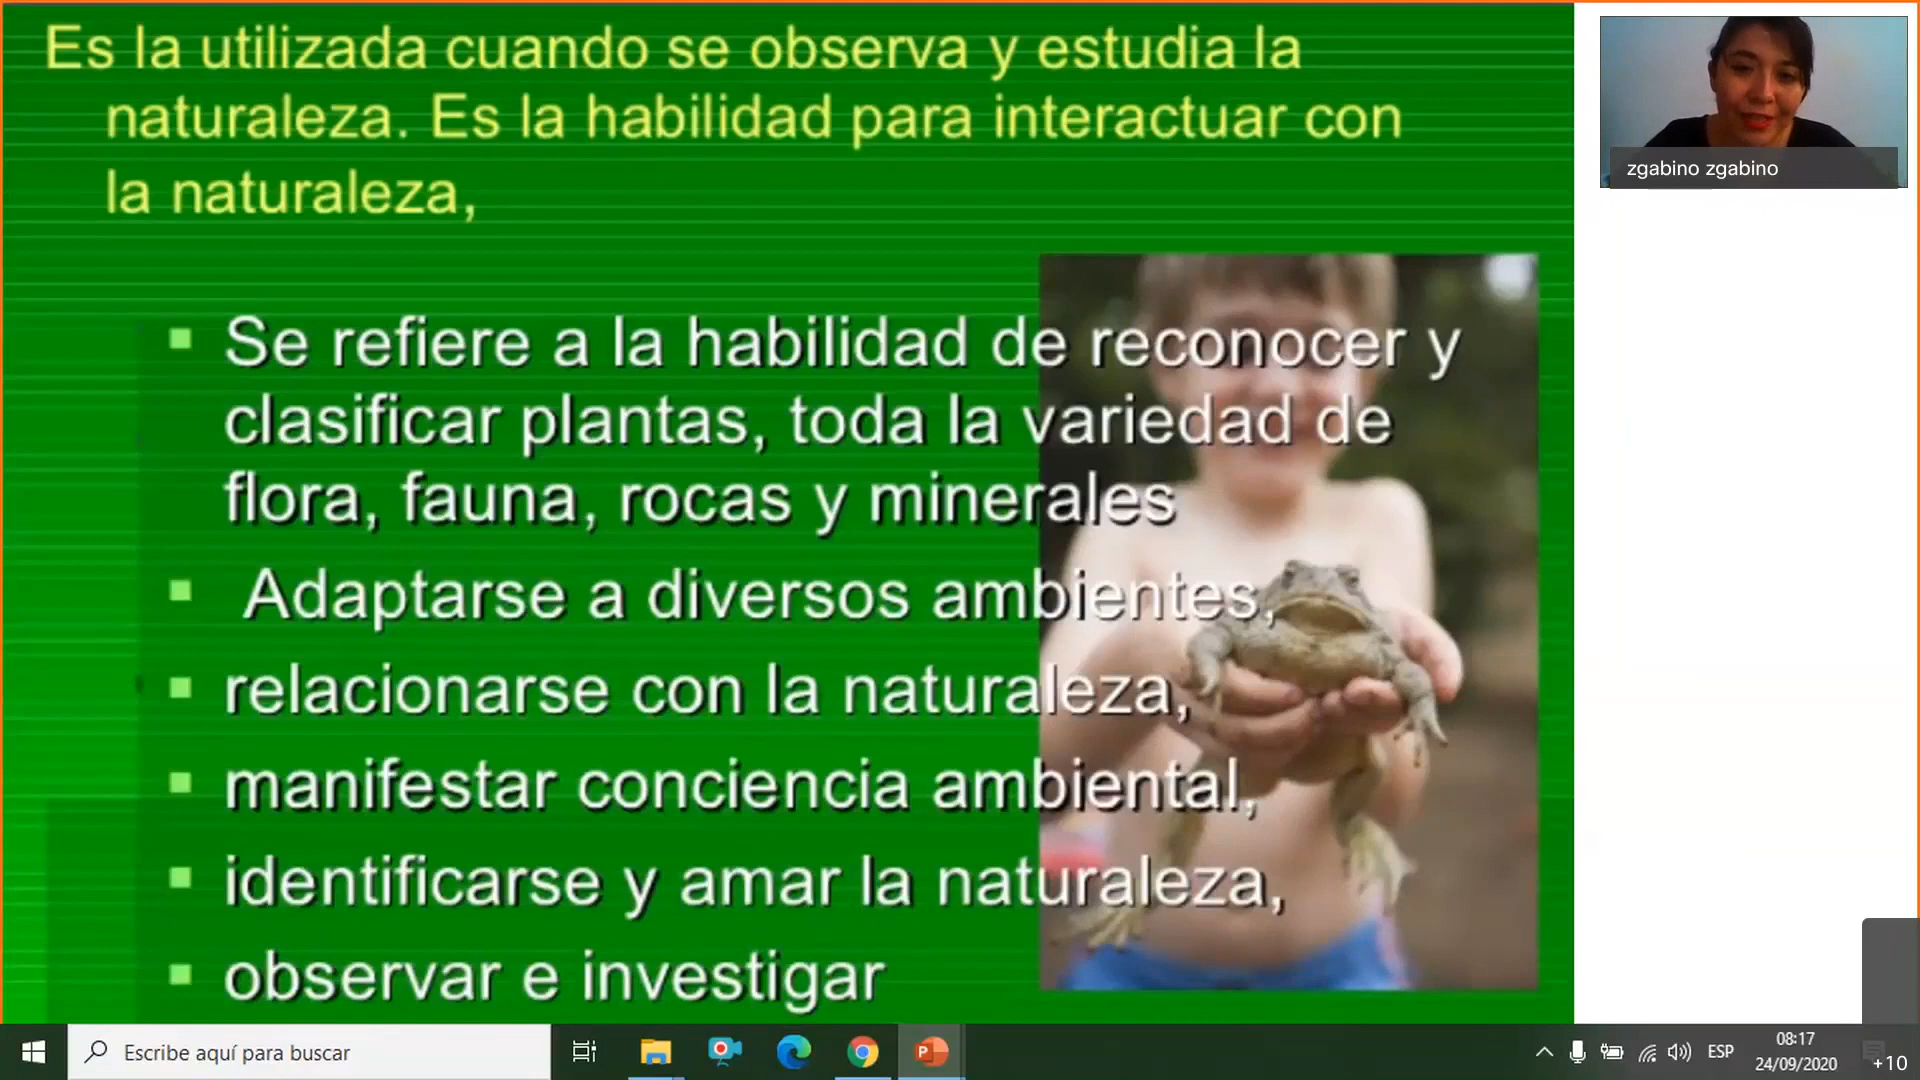 Es la utilizada cuando se observa y estudia la
naturaleza. Es la habilidad para interactuar con
la naturaleza,
Se refiere a la habilidad de reconocer y
clasificar plantas, toda la variedad de
flora, fauna, rocas y minerales
Adaptarse a diversos ambientes,
relacionarse con la naturaleza,
manifestar conciencia ambiental,
identificarse y amar la naturaleza,
observar e investigar
zgabino zgabino
Escribe aquí para buscar
P
ESP
08:17
24/09/2020
+10